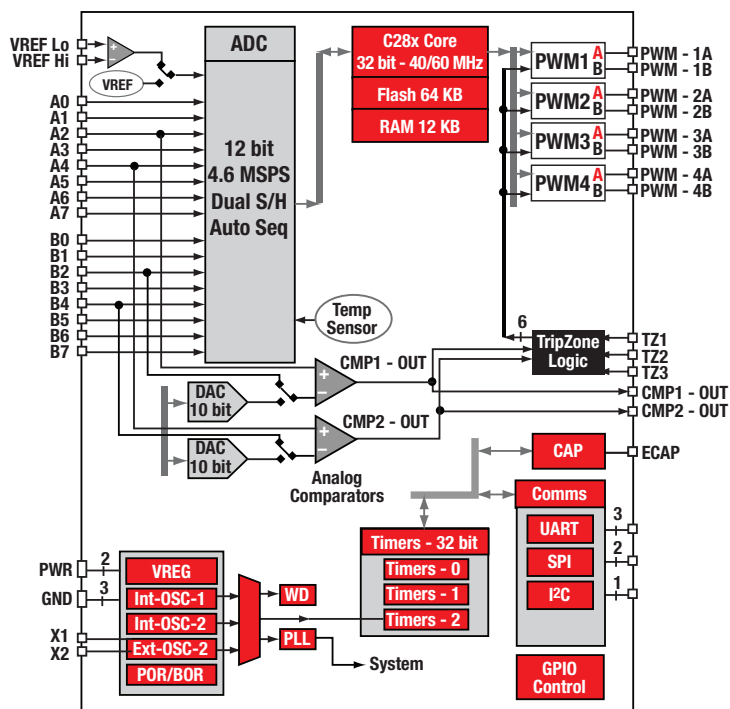 VREF Lo
VREF Hi
VREF
A0
A1
A2
A3
A4
A5
A6
A7
B0
B1
B2
B3
B4
B5
B6
B7
ADC
12 bit
4.6 MSPS
Dual S/H
Auto Seq
Temp
Sensor
C28x Core
32 bit - 40/60 MHz
Flash 64 KB
RAM 12 KB
PWM1 A
B
PWM - 1A
PWM - 1B
PWM2 A
B
PWM - 2A
PWM - 2B
PWM3 A
B
PWM - 3A
PWM - 3B
PWM4 A
B
PWM - 4A
PWM - 4B
6
TripZone
Logic
TZ1
TZ2
TZ3
CMP1 - OUT
CMP2 - OUT
DAC
10 bit
+
−
CMP1 - OUT
DAC
10 bit
+
−
CMP2 - OUT
+
−
Analog
Comparators
CAP
ECAP
Comms
UART
3
SPI
2
I²C
1
GPIO
Control
Timers - 32 bit
Timers - 0
Timers - 1
Timers - 2
PWR
2
GND
3
X1
X2
VREG
Int-OSC-1
Int-OSC-2
Ext-OSC-2
POR/BOR
WD
PLL
System